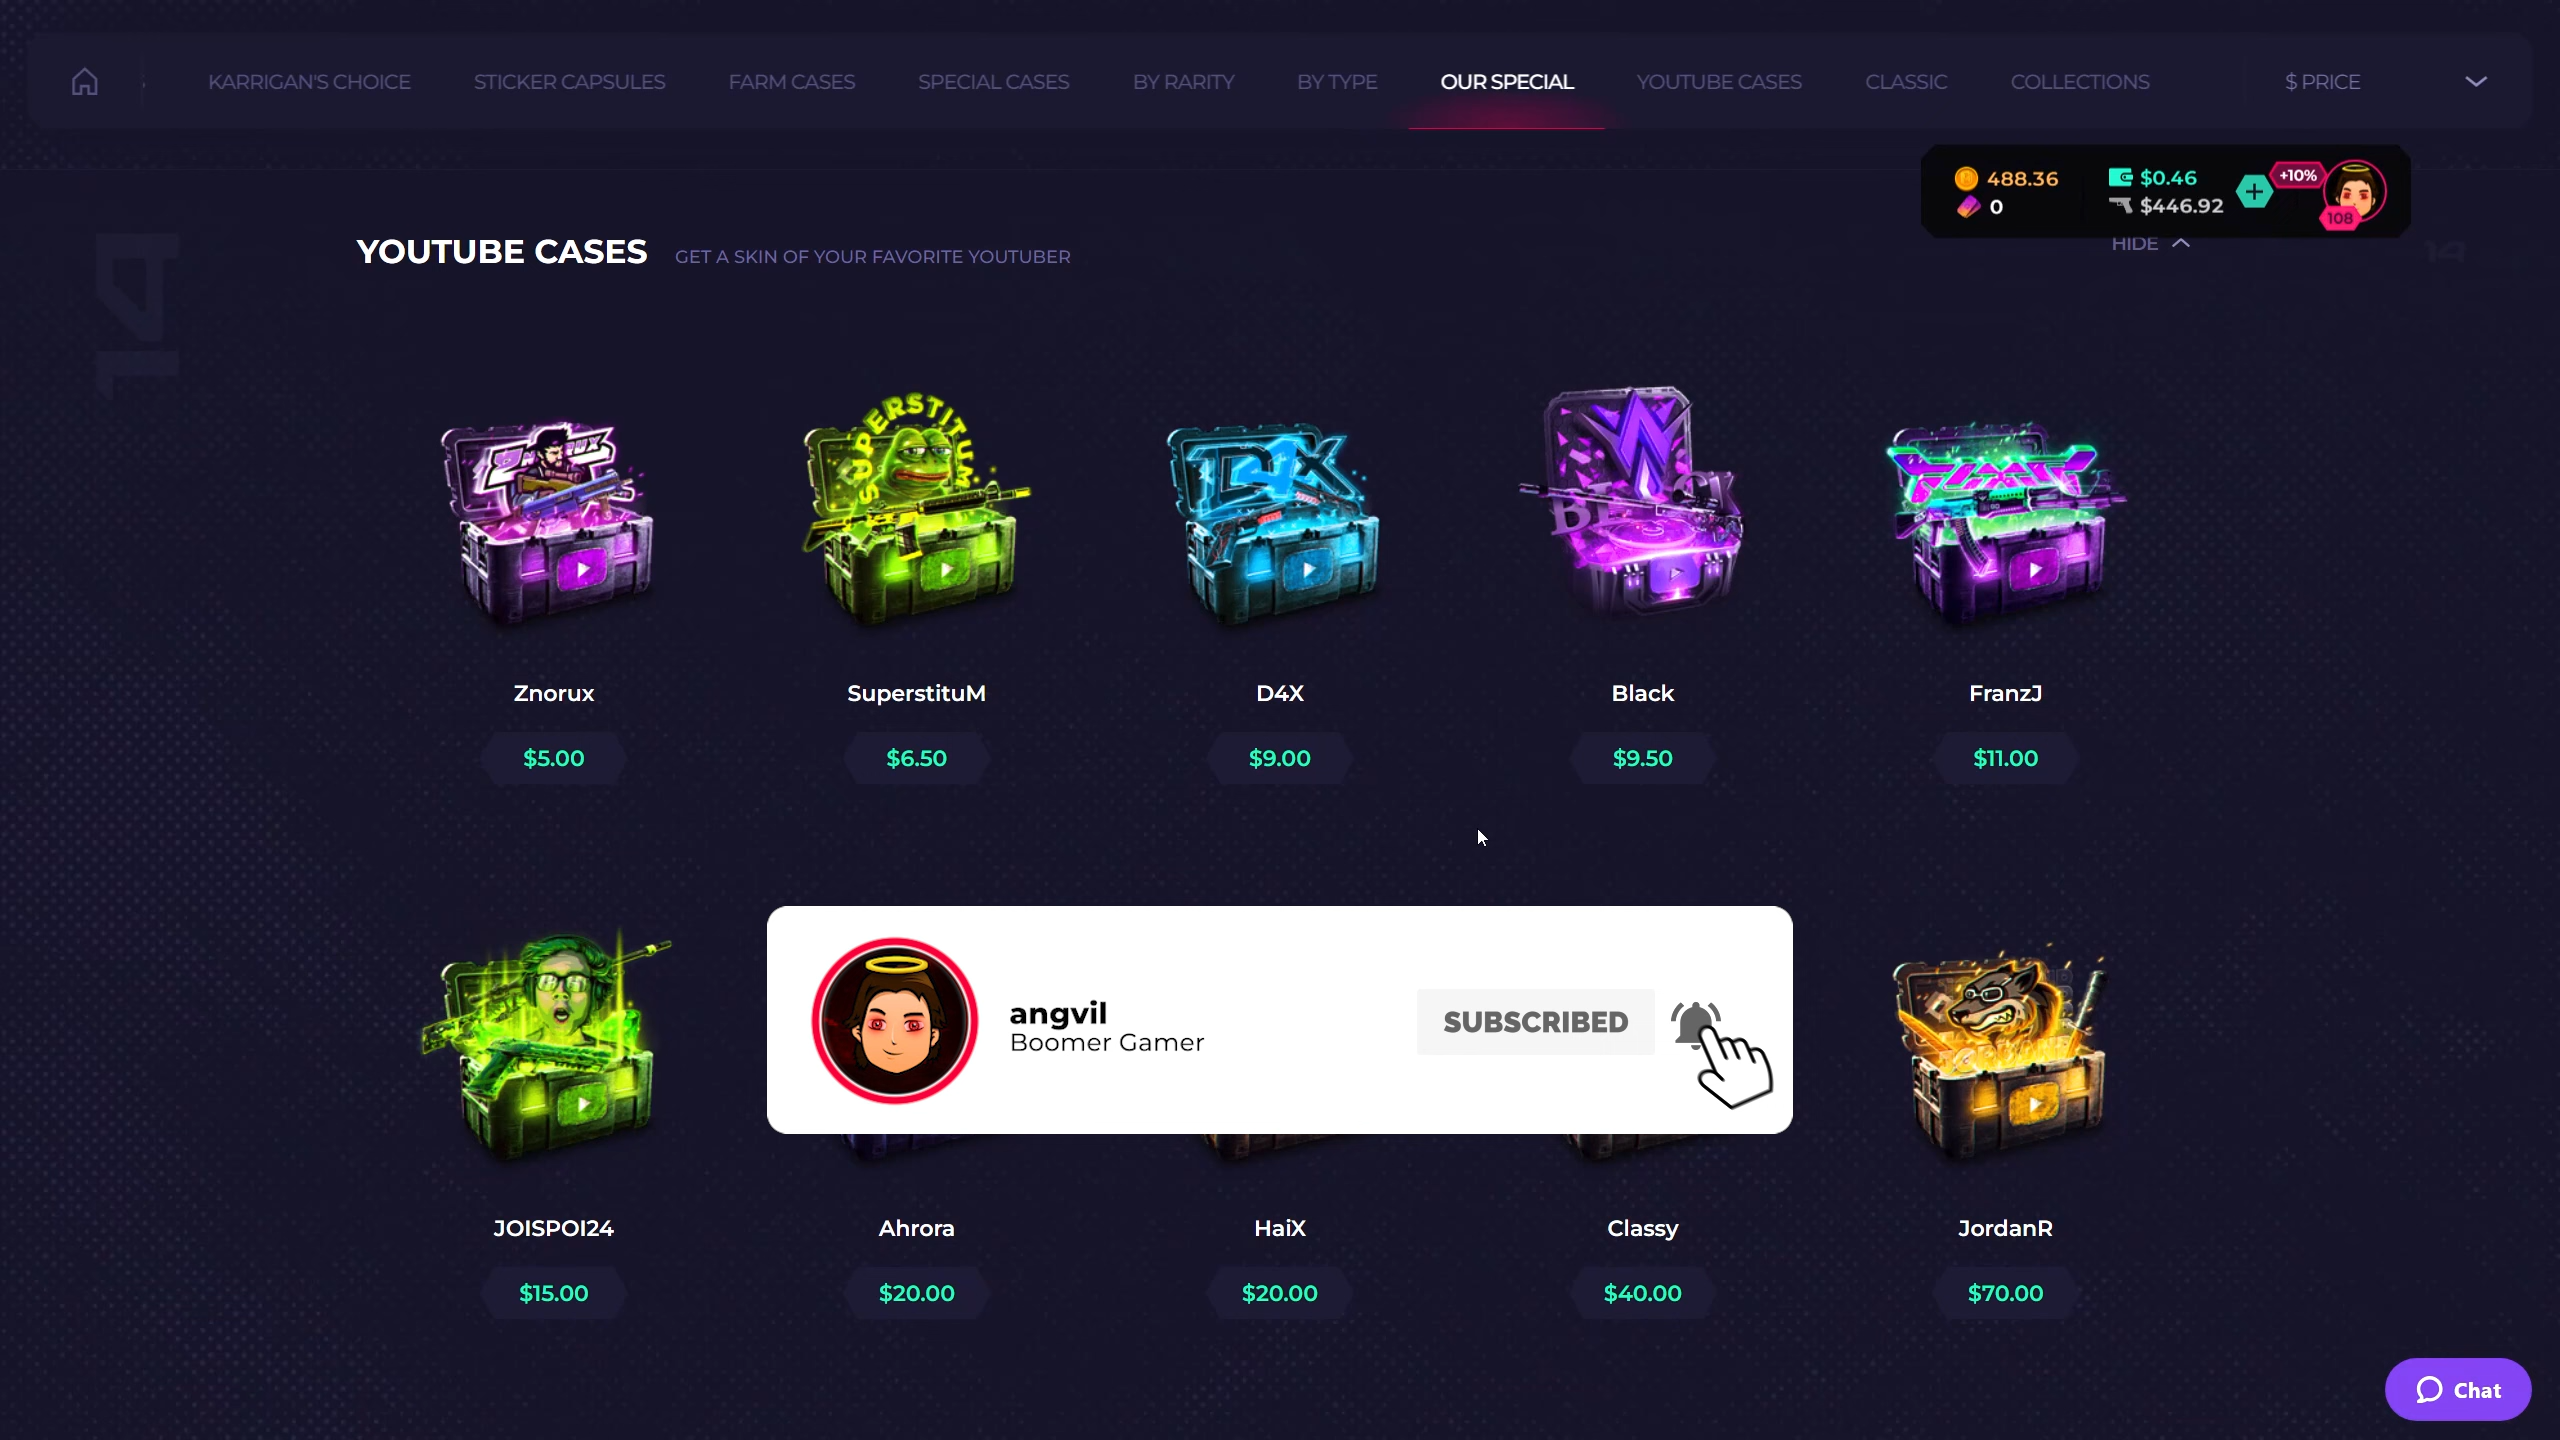 KARRIGAN'S CHOICE STICKER CAPSULES FARM CASES SPECIAL CASES BY RARITY BY TYPE OUR SPECIAL YOUTUBE CASES CLASSIC COLLECTIONS $ PRICE
488.36 $0.46 +10%
0 $446.92 108
14
YOUTUBE CASES GET A SKIN OF YOUR FAVORITE YOUTUBER HIDE
SUPERSTITUM
D4X
Znorux SuperstituM D4X Black FranzJ
$5.00 $6.50 $9.00 $9.50 $11.00
angvil
Boomer Gamer
SUBSCRIBED
JOISPOI24 Ahrora HaiX Classy JordanR
$15.00 $20.00 $20.00 $40.00 $70.00
Chat